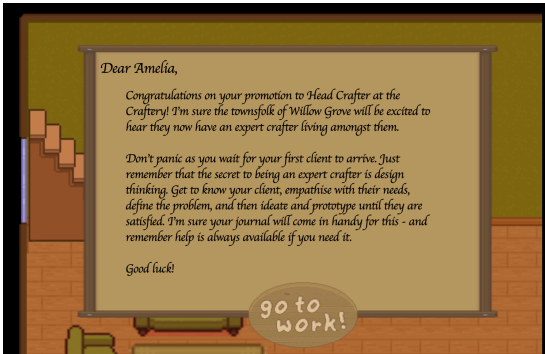 Dear Amelia,
Congratulations on your promotion to Head Crafter at the
Craftery! I'm sure the townsfolk of Willow Grove will be excited to
hear they now have an expert crafter living amongst them.
Don't panic as you wait for your first client to arrive. Just
remember that the secret to being an expert crafter is design
thinking. Get to know your client, empathise with their needs,
define the problem, and then ideate and prototype until they are
satisfied. I'm sure your journal will come in handy for this - and
remember help is always available if you need it.
Good luck!
go to
work!